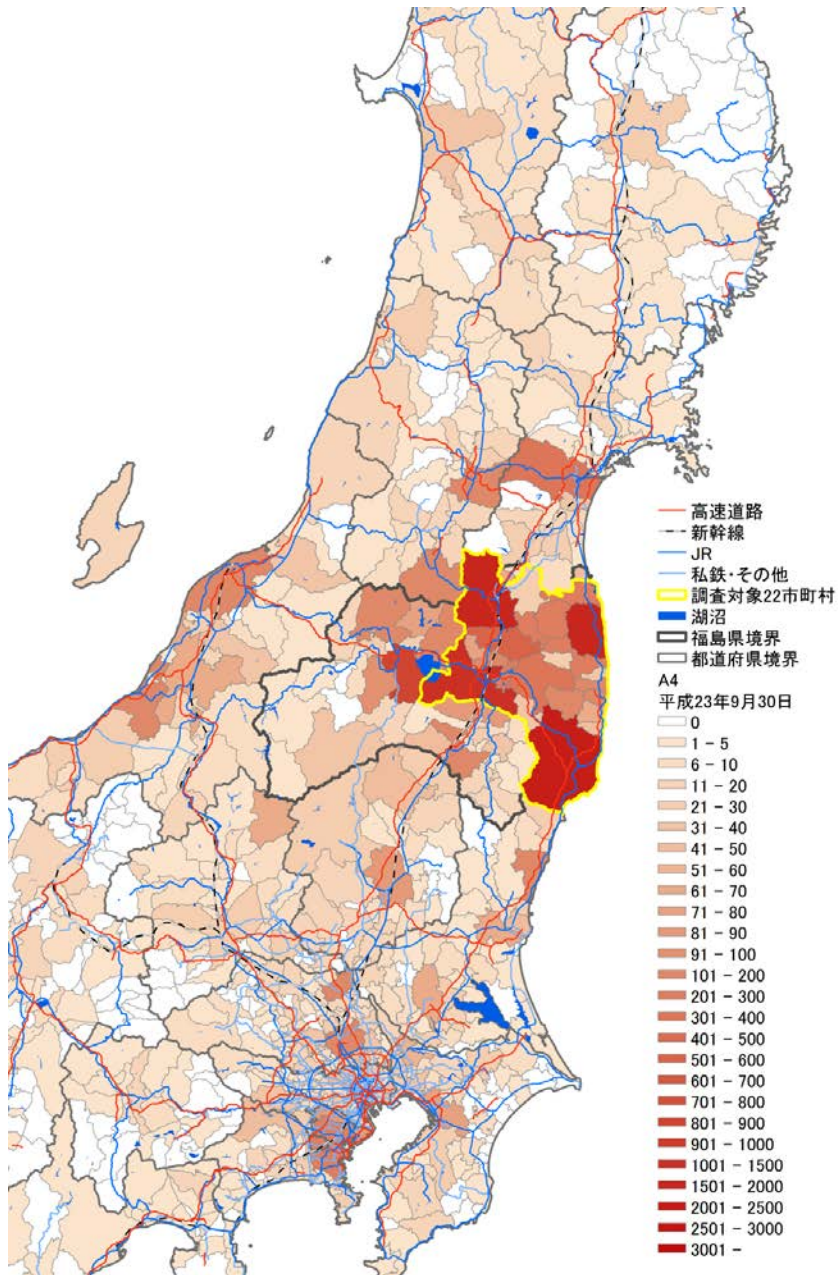 高速道路
新幹線
JR
私鉄・その他
調査対象22市町村
湖沼
福島県境界
都道府県境界
A4
平成23年9月30日
0
1 - 5
6 - 10
11 - 20
21 - 30
31 - 40
41 - 50
51 - 60
61 - 70
71 - 80
81 - 90
91 - 100
101 - 200
201 - 300
301 - 400
401 - 500
501 - 600
601 - 700
701 - 800
801 - 900
901 - 1000
1001 - 1500
1501 - 2000
2001 - 2500
2501 - 3000
3001 -